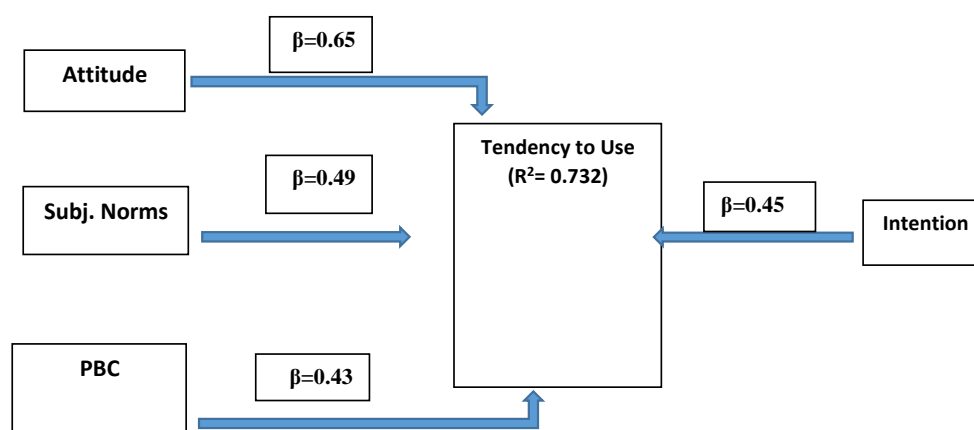 β=0.65
Attitude
Tendency to Use
(R²= 0.732)
β=0.49
Subj. Norms
β=0.45
Intention
PBC
β=0.43